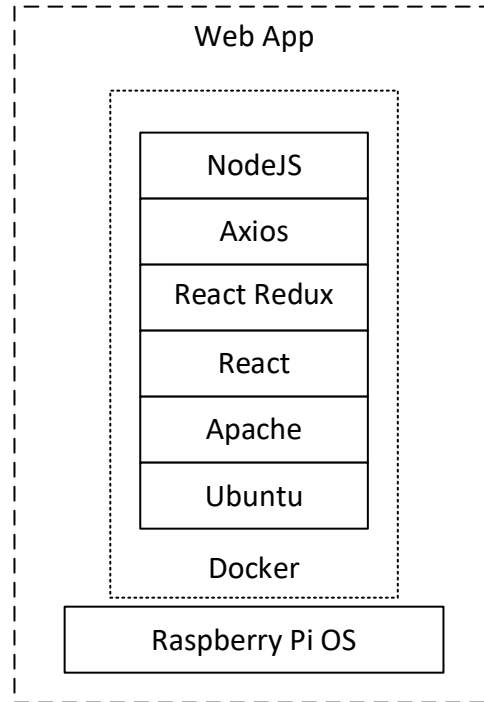 Web App
NodeJS
Axios
React Redux
React
Apache
Ubuntu
Docker
Raspberry Pi OS